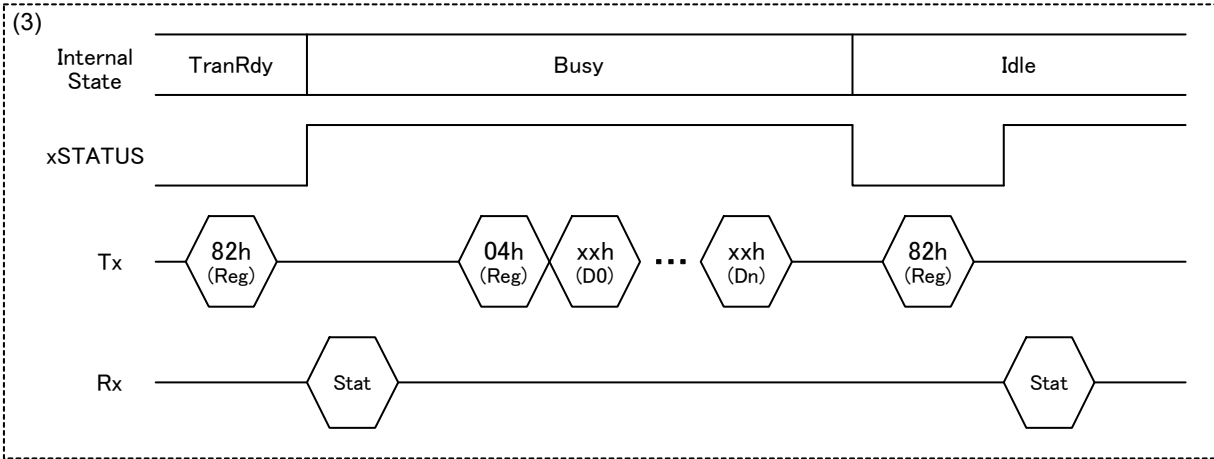 (3)
Internal
State
TranRdy
Busy
Idle
xSTATUS
Tx
82h
(Reg)
04h
(Reg)
xxh
(D0)
•••
xxh
(Dn)
82h
(Reg)
Rx
Stat
Stat